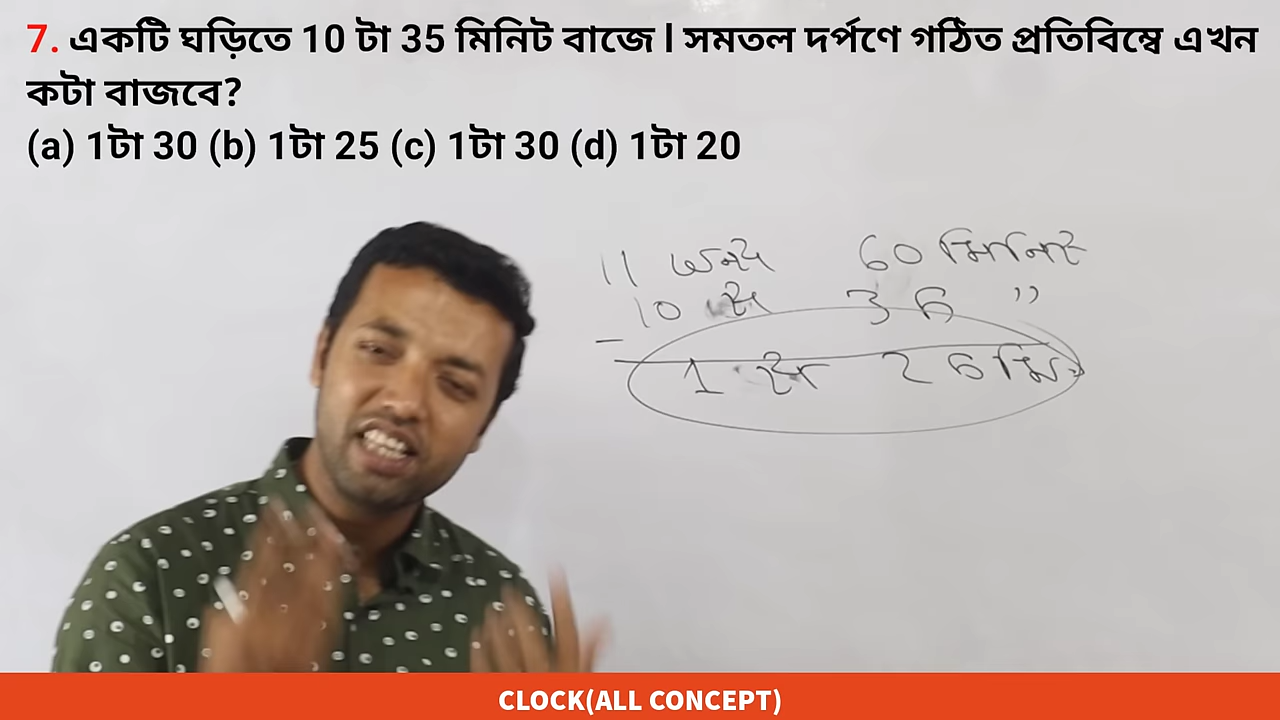 7. একটি ঘড়িতে 10 টা 35 মিনিট বাজে l সমতল দর্পণে গঠিত প্রতিবিম্বে এখন
কটা বাজবে?
(a) 1টা 30 (b) 1টা 25 (c) 1টা 30 (d) 1টা 20
11 ঘন্টা 60 মিনিট
10 35 "
- 1 25 মি:
CLOCK(ALL CONCEPT)